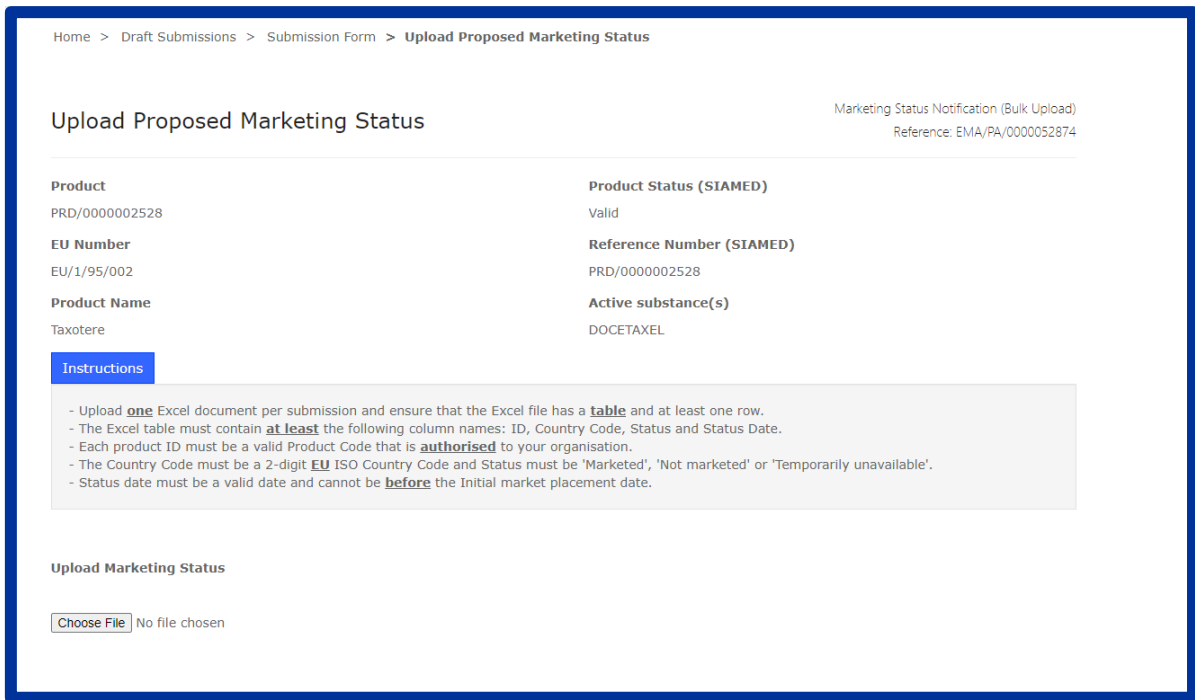 Home > Draft Submissions > Submission Form > Upload Proposed Marketing Status
Upload Proposed Marketing Status
Marketing Status Notification (Bulk Upload)
Reference: EMA/PA/0000052874
Product
PRD/0000002528
Product Status (SIAMED)
Valid
EU Number
EU/1/95/002
Reference Number (SIAMED)
PRD/0000002528
Product Name
Taxotere
Active substance(s)
DOCETAXEL
Instructions
- Upload one Excel document per submission and ensure that the Excel file has a table and at least one row.
- The Excel table must contain at least the following column names: ID, Country Code, Status and Status Date.
- Each product ID must be a valid Product Code that is authorised to your organisation.
- The Country Code must be a 2-digit EU ISO Country Code and Status must be 'Marketed', 'Not marketed' or 'Temporarily unavailable'.
- Status date must be a valid date and cannot be before the Initial market placement date.
Upload Marketing Status
Choose File No file chosen